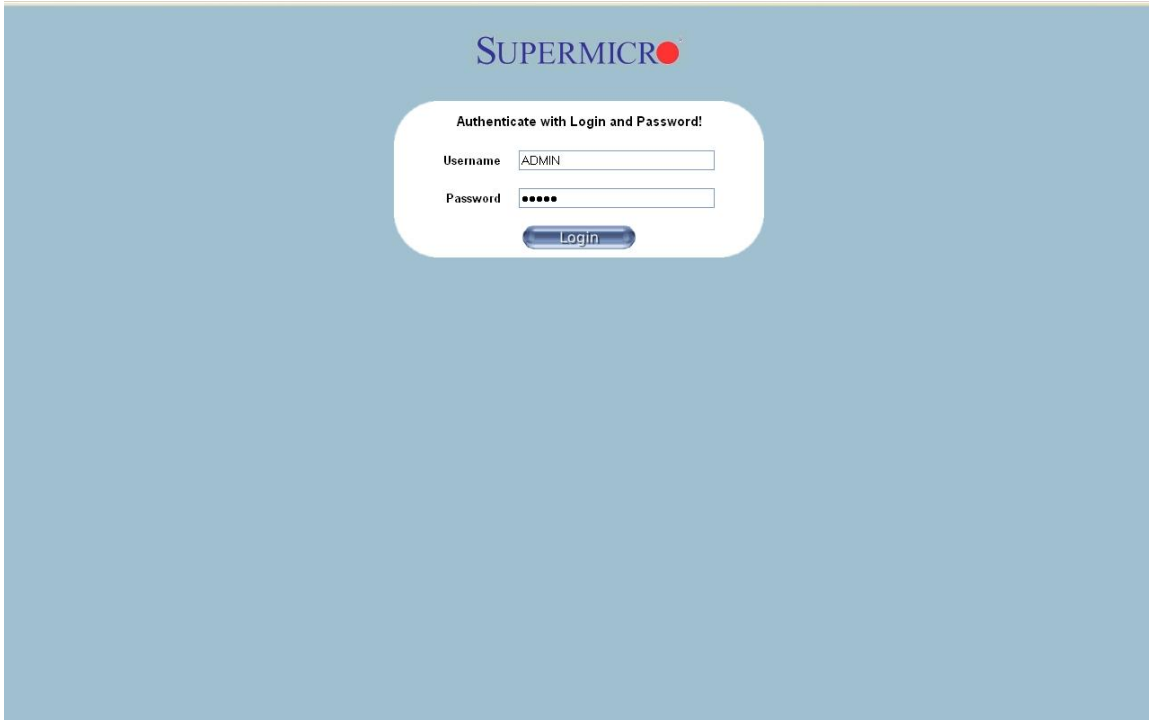 SUPERMICRO
Authenticate with Login and Password!
Username ADMIN
Password •••••
Login